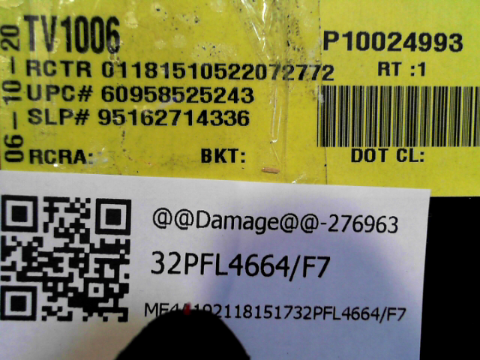 06-10-20
TV1006
P10024993
RCTR 01181510522072772
RT :1
UPC# 60958525243
SLP# 95162714336
RCRA:
BKT:
DOT CL:
@@Damage@@-276963
32PFL4664/F7